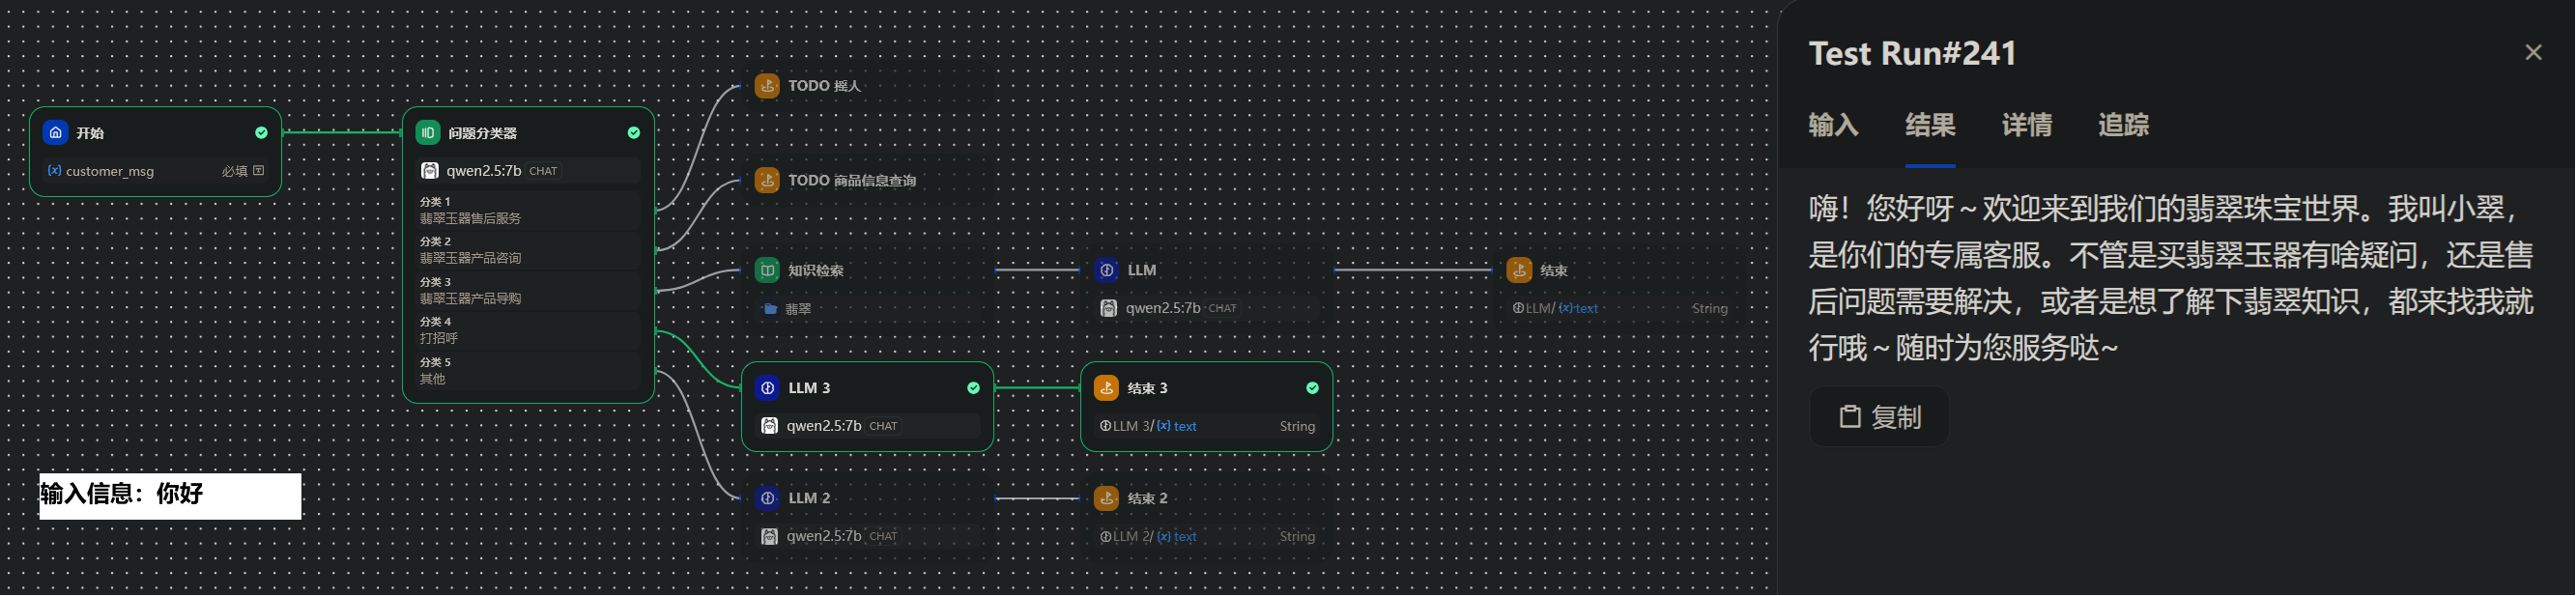 开始
customer_msg
必填
问题分类器
qwen2.5:7b CHAT
分类 1
翡翠玉器售后服务
分类 2
翡翠玉器产品咨询
分类 3
翡翠玉器产品导购
分类 4
打招呼
分类 5
其他
TODO 摇人
TODO 商品信息查询
知识检索
翡翠
LLM
qwen2.5:7b CHAT
结束
LLM/ {x} text String
LLM 3
qwen2.5:7b CHAT
结束 3
LLM 3/ {x} text String
LLM 2
qwen2.5:7b CHAT
结束 2
LLM 2/ {x} text String
输入信息：你好
Test Run#241
输入 结果 详情 追踪
嗨！您好呀～欢迎来到我们的翡翠珠宝世界。我叫小翠，
是你们的专属客服。不管是买翡翠玉器有啥疑问，还是售
后问题需要解决，或者是想了解下翡翠知识，都来找我就
行哦～随时为您服务哒~
复制